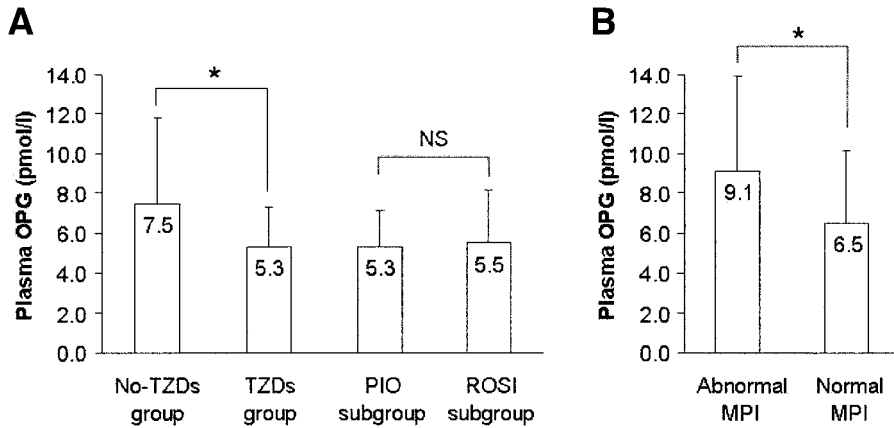 A
Plasma OPG (pmol/l)
14.0
12.0
10.0
8.0
6.0
4.0
2.0
0.0
*
NS
7.5
5.3
5.3
5.5
No-TZDs
group
TZDs
group
PIO
subgroup
ROSI
subgroup
B
Plasma OPG (pmol/l)
14.0
12.0
10.0
8.0
6.0
4.0
2.0
0.0
*
9.1
6.5
Abnormal
MPI
Normal
MPI